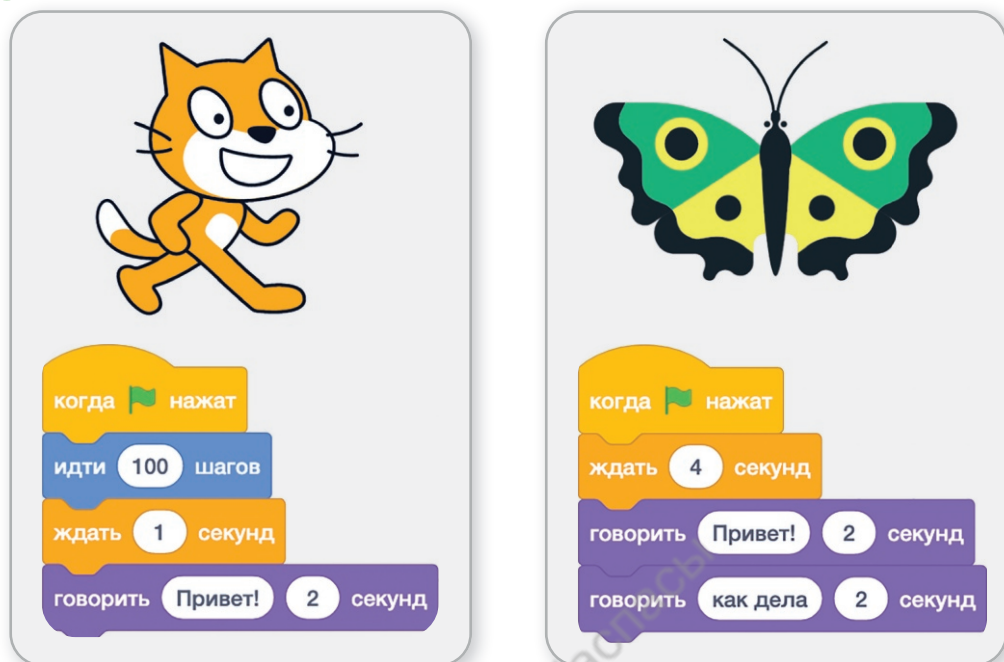 когда нажат
идти 100 шагов
ждать 1 секунд
говорить Привет! 2 секунд
когда нажат
ждать 4 секунд
говорить Привет! 2 секунд
говорить как дела 2 секунд